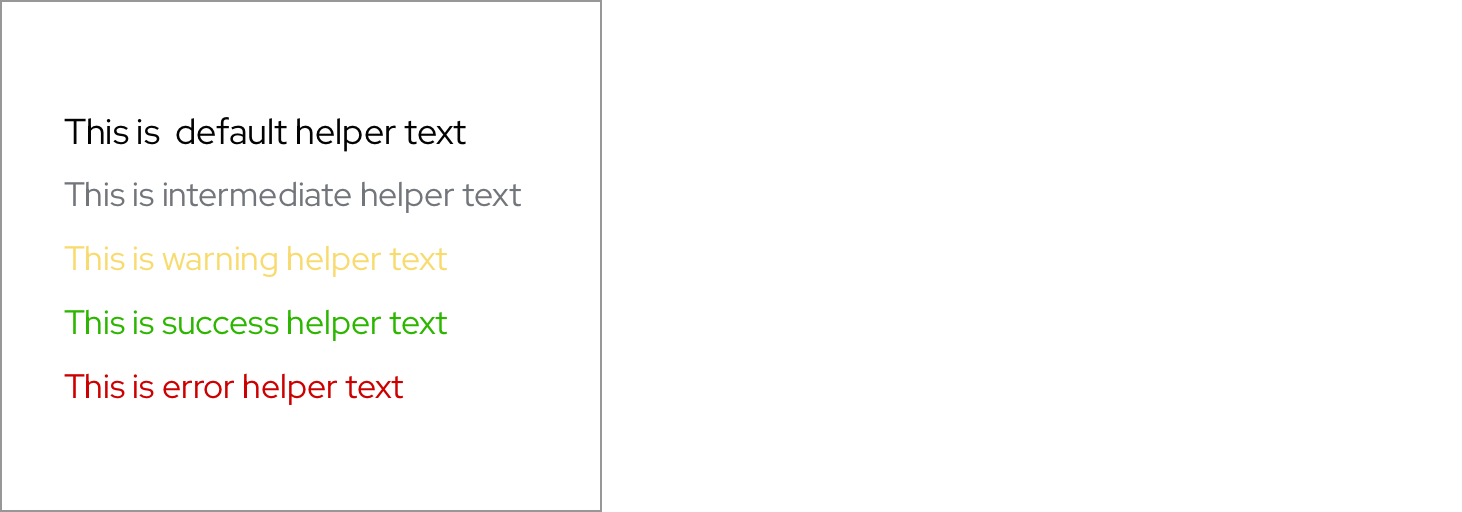 This is  default helper text
This is intermediate helper text
This is warning helper text
This is success helper text
This is error helper text